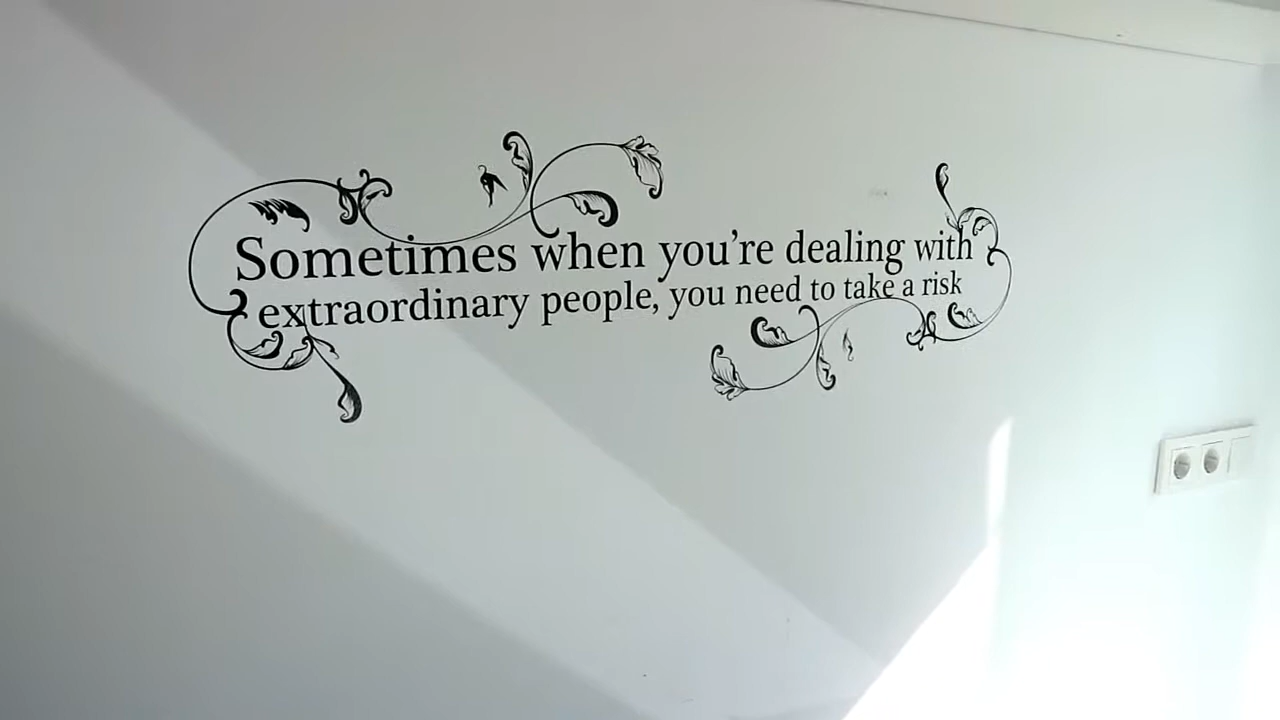 Sometimes when you’re dealing with
extraordinary people, you need to take a risk